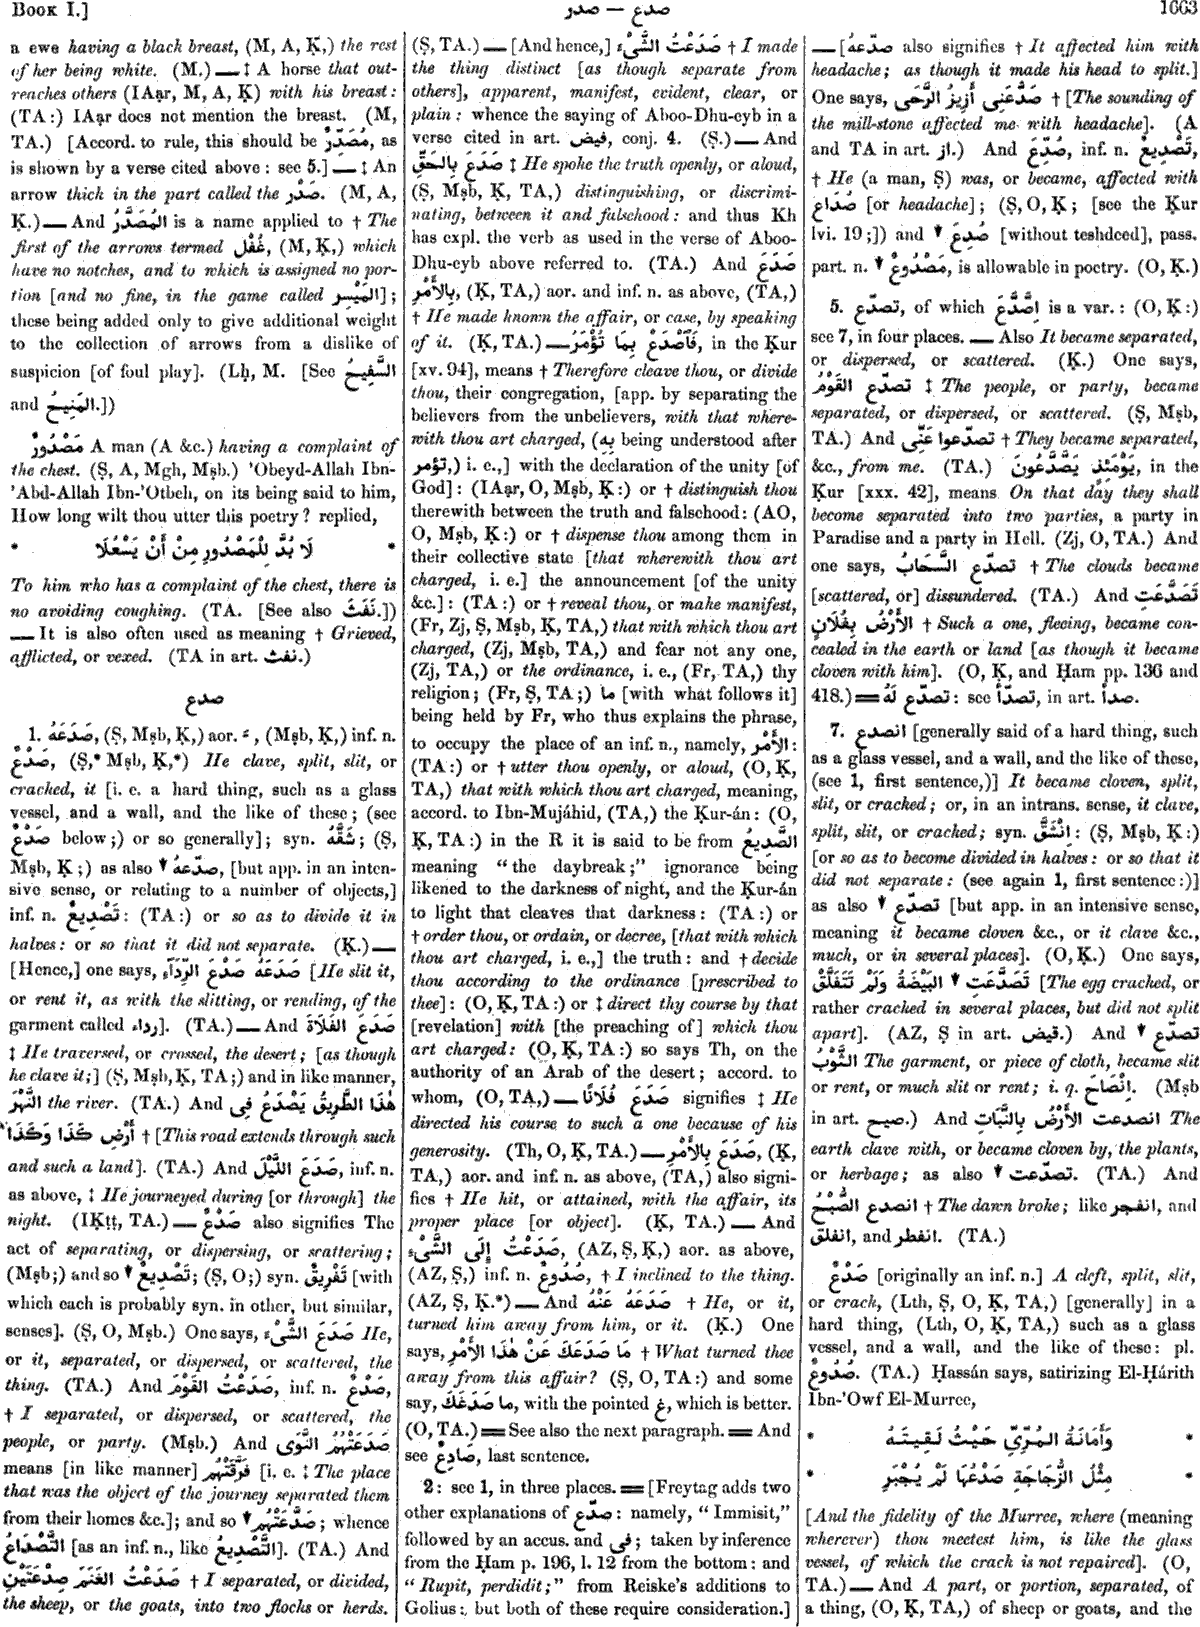 BOOK I.]
صدر — صدع
1663
a ewe having a black breast, (M, A, Ḳ,) the rest
of her being white. (M.) — ‡ A horse that out-
reaches others (IAạr, M, A, Ḳ) with his breast:
(TA:) IAạr does not mention the breast. (M,
TA.) [Accord. to rule, this should be مُصَدِّرٌ, as
is shown by a verse cited above: see 5.] — ‡ An
arrow thick in the part called the صَدْر. (M, A,
Ḳ.) — And المُصَدَّرُ is a name applied to † The
first of the arrows termed غُفْل, (M, Ḳ,) which
have no notches, and to which is assigned no por-
tion [and no fine, in the game called المَيْسِر];
these being added only to give additional weight
to the collection of arrows from a dislike of
suspicion [of foul play]. (Lḥ, M. [See السَّفِيحُ
and المَنِيحُ.])
مَصْدُورٌ A man (A &c.) having a complaint of
the chest. (Ṣ, A, Mgh, Mṣb.) 'Obeyd-Allah Ibn-
'Abd-Allah Ibn-'Otbeh, on its being said to him,
How long wilt thou utter this poetry? replied,
* لَا بُدَّ لِلْمَصْدُورِ مِنْ أَنْ يَسْعُلَا *
To him who has a complaint of the chest, there is
no avoiding coughing. (TA. [See also نَفَثَ.])
— It is also often used as meaning † Grieved,
afflicted, or vexed. (TA in art. نفث.)
صدع
1. صَدَعَهُ, (Ṣ, Mṣb, Ḳ,) aor. ـَ, (Mṣb, Ḳ,) inf. n.
صَدْعٌ, (Ṣ,* Mṣb, Ḳ,*) He clave, split, slit, or
cracked, it [i. e. a hard thing, such as a glass
vessel, and a wall, and the like of these; (see
صَدْعٌ below;) or so generally]; syn. شَقَّهُ; (Ṣ,
Mṣb, Ḳ;) as also ▼ صدّعهُ, [but app. in an inten-
sive sense, or relating to a number of objects,]
inf. n. تَصْدِيعٌ: (TA:) or so as to divide it in
halves: or so that it did not separate. (Ḳ.) —
[Hence,] one says, صَدَعَهُ صَدْعَ الرِّدَآءِ [He slit it,
or rent it, as with the slitting, or rending, of the
garment called رداء]. (TA.) — And صَدَعَ الفَلَاةَ
‡ He traversed, or crossed, the desert; [as though
he clave it;] (Ṣ, Mṣb, Ḳ, TA;) and in like manner,
النَّهْرَ the river. (TA.) And هٰذَا الطَّرِيقُ يَصْدَعُ فِى
أَرْضِ كَذَا وَكَذَا † [This road extends through such
and such a land]. (TA.) And صَدَعَ اللَّيْلَ, inf. n.
as above, ‡ He journeyed during [or through] the
night. (IḲṭṭ, TA.) — صَدْعٌ also signifies The
act of separating, or dispersing, or scattering;
(Mṣb;) and so ▼ تَصْدِيعٌ; (Ṣ, O;) syn. تَفْرِيقٌ [with
which each is probably syn. in other, but similar,
senses]. (Ṣ, O, Mṣb.) One says, صَدَعَ الشَّىْءَ He,
or it, separated, or dispersed, or scattered, the
thing. (TA.) And صَدَعْتُ القَوْمَ, inf. n. صَدْعٌ,
† I separated, or dispersed, or scattered, the
people, or party. (Mṣb.) And صَدَعَتْهُمُ النَّوَى
means [in like manner] فَرَّقَتْهُمْ [i. e. ‡ The place
that was the object of the journey separated them
from their homes &c.]; and so ▼ صَدَّعَتْهُمْ; whence
التَّصْدَاعُ [as an inf. n., like التَّصْدِيعُ]. (TA.) And
صَدَعْتُ الغَنَمَ صِدْعَتَيْنِ † I separated, or divided,
the sheep, or the goats, into two flocks or herds.
(Ṣ, TA.) — [And hence,] صَدَعْتُ الشَّىْءَ † I made
the thing distinct [as though separate from
others], apparent, manifest, evident, clear, or
plain: whence the saying of Aboo-Dhu-eyb in a
verse cited in art. فيض, conj. 4. (Ṣ.) — And
صَدَعَ بِالحَقِّ ‡ He spoke the truth openly, or aloud,
(Ṣ, Mṣb, Ḳ, TA,) distinguishing, or discrimi-
nating, between it and falsehood: and thus Kh
has expl. the verb as used in the verse of Aboo-
Dhu-eyb above referred to. (TA.) And صَدَعَ
بِالأَمْرِ, (Ḳ, TA,) aor. and inf. n. as above, (TA,)
† He made known the affair, or case, by speaking
of it. (Ḳ, TA.) — فَٱصْدَعْ بِمَا تُؤْمَرُ, in the Ḳur
[xv. 94], means † Therefore cleave thou, or divide
thou, their congregation, [app. by separating the
believers from the unbelievers, with that where-
with thou art charged, (بِهِ being understood after
تؤمر,) i. e.,] with the declaration of the unity [of
God]: (IAạr, O, Mṣb, Ḳ:) or † distinguish thou
therewith between the truth and falsehood: (AO,
O, Mṣb, Ḳ:) or † dispense thou among them in
their collective state [that wherewith thou art
charged, i. e.] the announcement [of the unity
&c.]: (TA:) or † reveal thou, or make manifest,
(Fr, Zj, Ṣ, Mṣb, Ḳ, TA,) that with which thou art
charged, (Zj, Mṣb, TA,) and fear not any one,
(Zj, TA,) or the ordinance, i. e., (Fr, TA,) thy
religion; (Fr, Ṣ, TA;) ما [with what follows it]
being held by Fr, who thus explains the phrase,
to occupy the place of an inf. n., namely, الأَمْر:
(TA:) or † utter thou openly, or aloud, (O, Ḳ,
TA,) that with which thou art charged, meaning,
accord. to Ibn-Mujáhid, (TA,) the Ḳur-án: (O,
Ḳ, TA:) in the R it is said to be from الصَّدِيعُ
meaning "the daybreak;" ignorance being
likened to the darkness of night, and the Ḳur-án
to light that cleaves that darkness: (TA:) or
† order thou, or ordain, or decree, [that with which
thou art charged, i. e.,] the truth: and † decide
thou according to the ordinance [prescribed to
thee]: (O, Ḳ, TA:) or ‡ direct thy course by that
[revelation] with [the preaching of] which thou
art charged: (O, Ḳ, TA:) so says Th, on the
authority of an Arab of the desert; accord. to
whom, (O, TA,) — صَدَعَ فُلَانًا signifies ‡ He
directed his course to such a one because of his
generosity. (Th, O, Ḳ, TA.) — صَدَعَ بِالأَمْرِ, (Ḳ,
TA,) aor. and inf. n. as above, (TA,) also signi-
fies † He hit, or attained, with the affair, its
proper place [or object]. (Ḳ, TA.) — And
صَدَعْتُ إِلَى الشَّىْءِ, (AZ, Ṣ, Ḳ,) aor. as above,
(AZ, Ṣ,) inf. n. صُدُوعٌ, † I inclined to the thing.
(AZ, Ṣ, Ḳ.*) — And صَدَعَهُ عَنْهُ † He, or it,
turned him away from him, or it. (Ḳ.) One
says, مَا صَدَعَكَ عَنْ هٰذَا الأَمْرِ † What turned thee
away from this affair? (Ṣ, O, TA:) and some
say, ما صَدَغَكَ, with the pointed غ, which is better.
(O, TA.) = See also the next paragraph. = And
see صَادِعٌ, last sentence.
2: see 1, in three places. = [Freytag adds two
other explanations of صدّع: namely, "Immisit,"
followed by an accus. and فى; taken by inference
from the Ḥam p. 196, l. 12 from the bottom: and
"Rupit, perdidit;" from Reiske's additions to
Golius: but both of these require consideration.]
— [صدّعهُ also signifies † It affected him with
headache; as though it made his head to split.]
One says, صَدَّعَنِى أَزِيزُ الرَّحَى † [The sounding of
the mill-stone affected me with headache]. (A
and TA in art. از.) And صُدِّعَ, inf. n. تَصْدِيعٌ,
† He (a man, Ṣ) was, or became, affected with
صُدَاع [or headache]; (Ṣ, O, Ḳ; [see the Ḳur
lvi. 19;]) and ▼ صُدِعَ [without teshdeed], pass.
part. n. ▼ مَصْدُوعٌ, is allowable in poetry. (O, Ḳ.)
5. تصدّع, of which اِصَّدَّعَ is a var.: (O, Ḳ:)
see 7, in four places. — Also It became separated,
or dispersed, or scattered. (Ḳ.) One says,
تصدّع القَوْمُ ‡ The people, or party, became
separated, or dispersed, or scattered. (Ṣ, Mṣb,
TA.) And تصدّعوا عَنِّى † They became separated,
&c., from me. (TA.) يَوْمَئِذٍ يَصَّدَّعُونَ, in the
Ḳur [xxx. 42], means On that day they shall
become separated into two parties, a party in
Paradise and a party in Hell. (Zj, O, TA.) And
one says, تصدّع السَّحَابُ † The clouds became
[scattered, or] dissundered. (TA.) And تَصَدَّعَتِ
الأَرْضُ بِفُلَانٍ † Such a one, fleeing, became con-
cealed in the earth or land [as though it became
cloven with him]. (O, Ḳ, and Ḥam pp. 136 and
418.) = تصدّع لَهُ: see تصدّأ, in art. صدأ.
7. انصدع [generally said of a hard thing, such
as a glass vessel, and a wall, and the like of these,
(see 1, first sentence,)] It became cloven, split,
slit, or cracked; or, in an intrans. sense, it clave,
split, slit, or cracked; syn. اِنْشَقَّ: (Ṣ, Mṣb, Ḳ:)
[or so as to become divided in halves: or so that it
did not separate: (see again 1, first sentence:)]
as also ▼ تصدّع [but app. in an intensive sense,
meaning it became cloven &c., or it clave &c.,
much, or in several places]. (O, Ḳ.) One says,
تَصَدَّعَتِ ▼ البَيْضَةُ وَلَمْ تَتَفَلَّقْ [The egg cracked, or
rather cracked in several places, but did not split
apart]. (AZ, Ṣ in art. قيض.) And ▼ تصدّع
الثَّوْبُ The garment, or piece of cloth, became slit
or rent, or much slit or rent; i. q. اِنْصَاحَ. (Mṣb
in art. صيح.) And انصدعت الأَرْضُ بِالنَّبَاتِ The
earth clave with, or became cloven by, the plants,
or herbage; as also ▼ تصدّعت. (TA.) And
انصدع الصُّبْحُ † The dawn broke; like انفجر, and
انفلق, and انفطر. (TA.)
صَدْعٌ [originally an inf. n.] A cleft, split, slit,
or crack, (Lth, Ṣ, O, Ḳ, TA,) [generally] in a
hard thing, (Lth, O, Ḳ, TA,) such as a glass
vessel, and a wall, and the like of these: pl.
صُدُوعٌ. (TA.) Ḥassán says, satirizing El-Ḥárith
Ibn-'Owf El-Murree,
* وَأَمَانَةُ المُرِّىِّ حَيْثُ لَقِيتَهُ *
* مِثْلُ الزُّجَاجَةِ صَدْعُهَا لَمْ يُجْبَرِ *
[And the fidelity of the Murree, where (meaning
wherever) thou meetest him, is like the glass
vessel, of which the crack is not repaired]. (O,
TA.) — And A part, or portion, separated, of
a thing, (O, Ḳ, TA,) of sheep or goats, and the